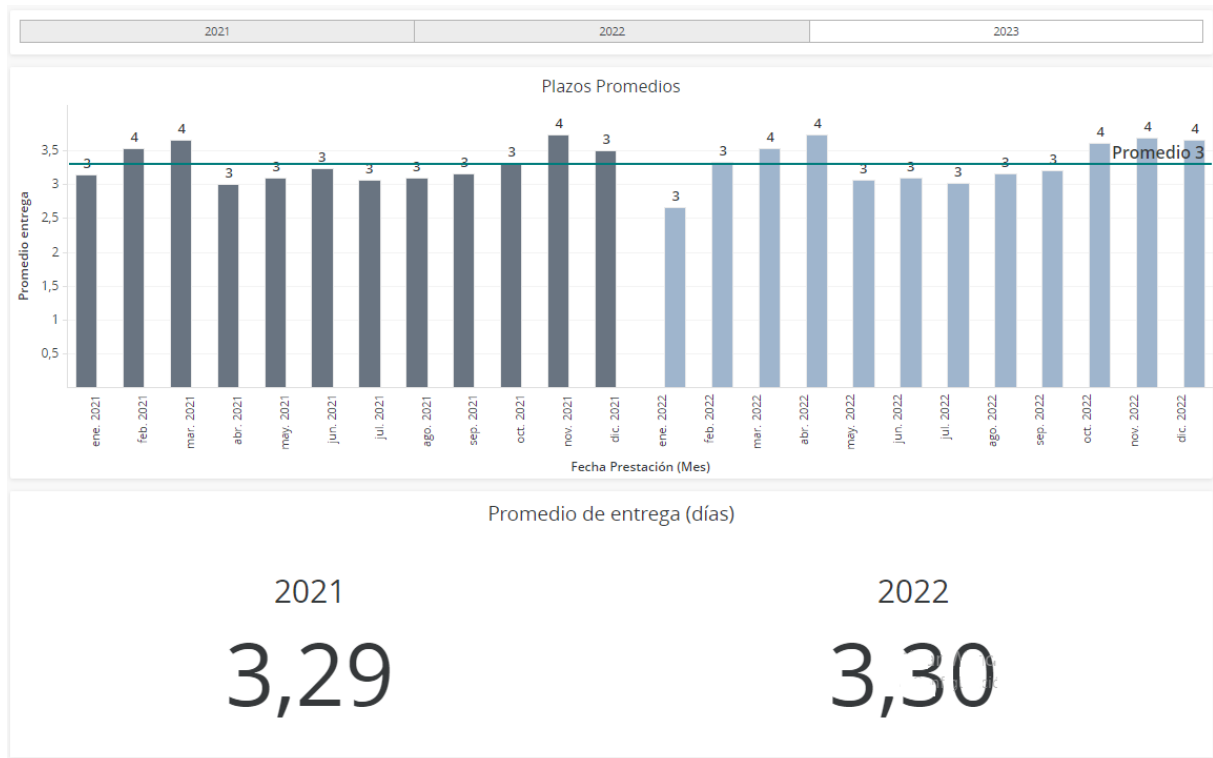 2021 2022 2023
Plazos Promedios
Promedio entrega
3,5
3
2,5
2
1,5
1
0,5
3 4 4 3 3 3 3 3 3 3 4 3 3 3 4 4 3 3 3 3 3 4 4 4
Promedio 3
ene. 2021 feb. 2021 mar. 2021 abr. 2021 may. 2021 jun. 2021 jul. 2021 ago. 2021 sep. 2021 oct. 2021 nov. 2021 dic. 2021 ene. 2022 feb. 2022 mar. 2022 abr. 2022 may. 2022 jun. 2022 jul. 2022 ago. 2022 sep. 2022 oct. 2022 nov. 2022 dic. 2022
Fecha Prestación (Mes)
Promedio de entrega (días)
2021 2022
3,29 3,30